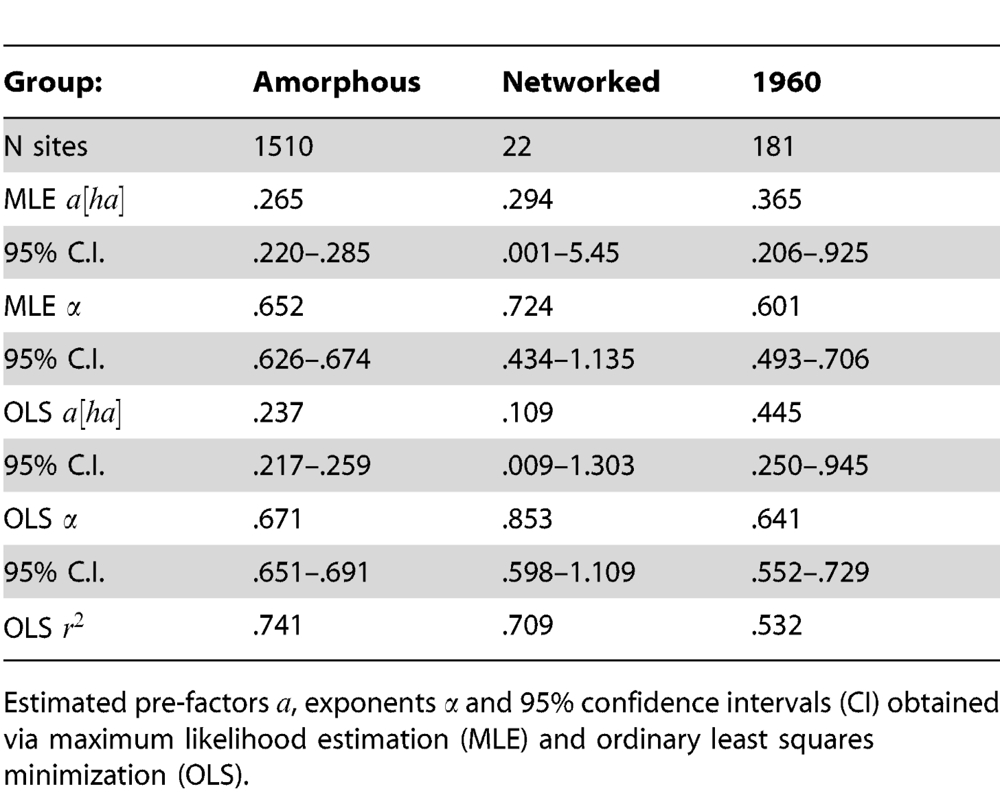 Group: Amorphous Networked 1960
N sites 1510 22 181
MLE a[ha] .265 .294 .365
95% C.I. .220–.285 .001–5.45 .206–.925
MLE α .652 .724 .601
95% C.I. .626–.674 .434–1.135 .493–.706
OLS a[ha] .237 .109 .445
95% C.I. .217–.259 .009–1.303 .250–.945
OLS α .671 .853 .641
95% C.I. .651–.691 .598–1.109 .552–.729
OLS r² .741 .709 .532
Estimated pre-factors a, exponents α and 95% confidence intervals (CI) obtained
via maximum likelihood estimation (MLE) and ordinary least squares
minimization (OLS).